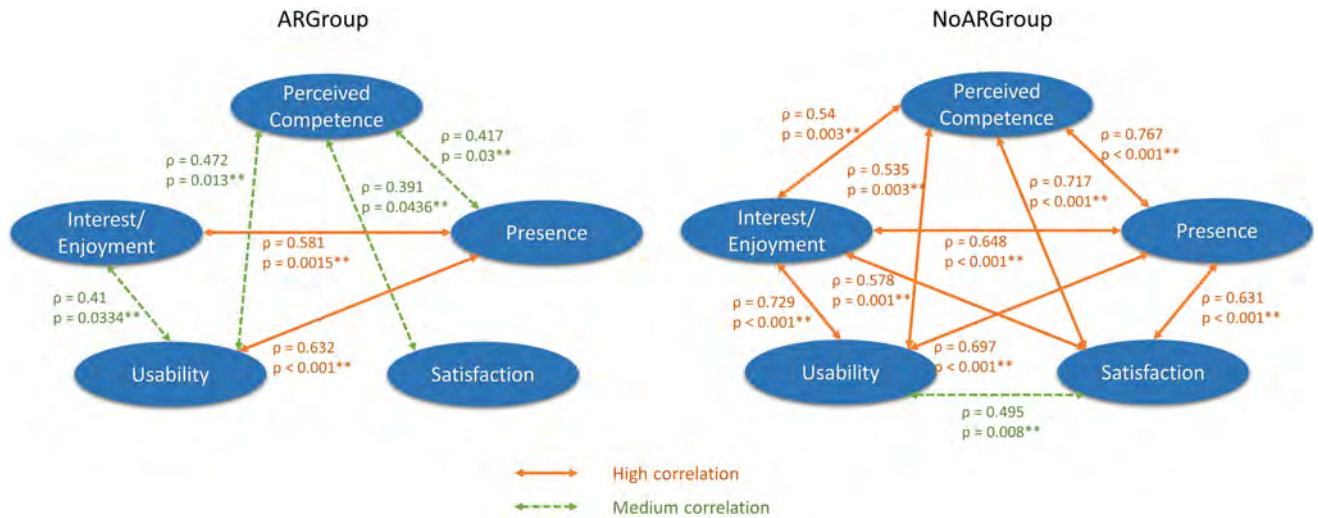 ARGroup
Perceived
Competence
ρ = 0.417
p = 0.03**
ρ = 0.472
p = 0.013**
ρ = 0.391
p = 0.0436**
Interest/
Enjoyment
Presence
ρ = 0.581
p = 0.0015**
ρ = 0.41
p = 0.0334**
Usability
ρ = 0.632
p < 0.001**
Satisfaction
NoARGroup
Perceived
Competence
ρ = 0.54
p = 0.003**
ρ = 0.767
p < 0.001**
ρ = 0.535
p = 0.003**
ρ = 0.717
p < 0.001**
Interest/
Enjoyment
Presence
ρ = 0.648
p < 0.001**
ρ = 0.578
p = 0.001**
ρ = 0.729
p < 0.001**
ρ = 0.631
p < 0.001**
Usability
ρ = 0.697
p < 0.001**
Satisfaction
ρ = 0.495
p = 0.008**
High correlation
Medium correlation